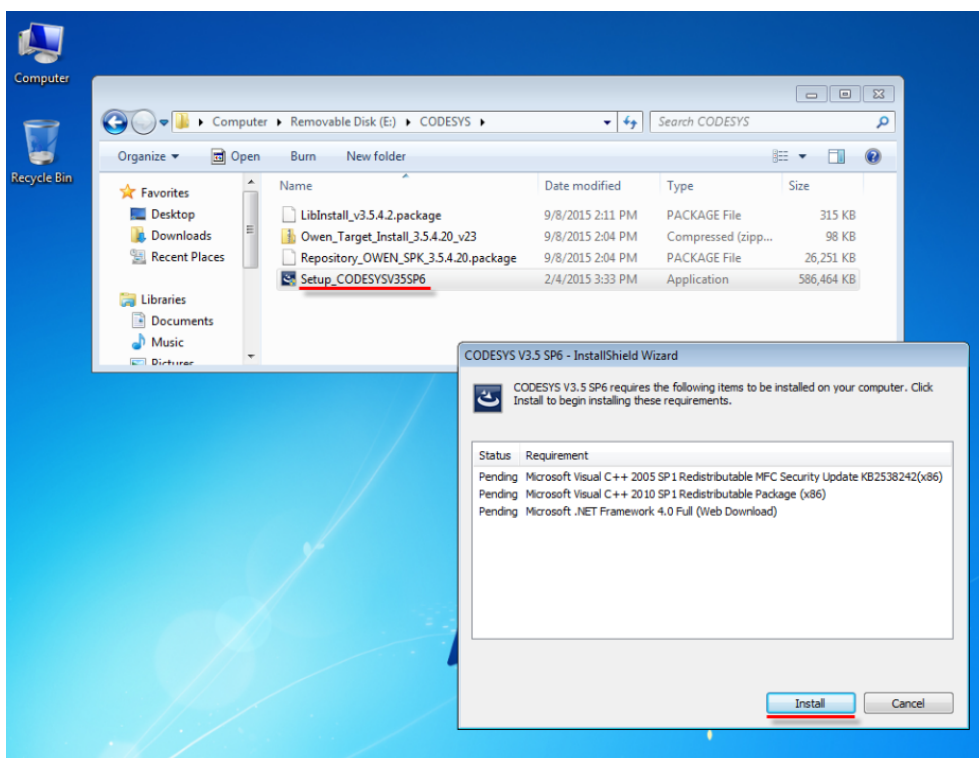 Computer
Recycle Bin
Computer ▸ Removable Disk (E:) ▸ CODESYS ▸
Search CODESYS
Organize Open Burn New folder
Favorites
Desktop
Downloads
Recent Places
Libraries
Documents
Music
Pictures
Name Date modified Type Size
LibInstall_v3.5.4.2.package 9/8/2015 2:11 PM PACKAGE File 315 KB
Owen_Target_Install_3.5.4.20_v23 9/8/2015 2:04 PM Compressed (zipp... 98 KB
Repository_OWEN_SPK_3.5.4.20.package 9/8/2015 2:04 PM PACKAGE File 26,251 KB
Setup_CODESYSV35SP6 2/4/2015 3:33 PM Application 586,464 KB
CODESYS V3.5 SP6 - InstallShield Wizard
CODESYS V3.5 SP6 requires the following items to be installed on your computer. Click
Install to begin installing these requirements.
Status Requirement
Pending Microsoft Visual C++ 2005 SP1 Redistributable MFC Security Update KB2538242(x86)
Pending Microsoft Visual C++ 2010 SP1 Redistributable Package (x86)
Pending Microsoft .NET Framework 4.0 Full (Web Download)
Install Cancel